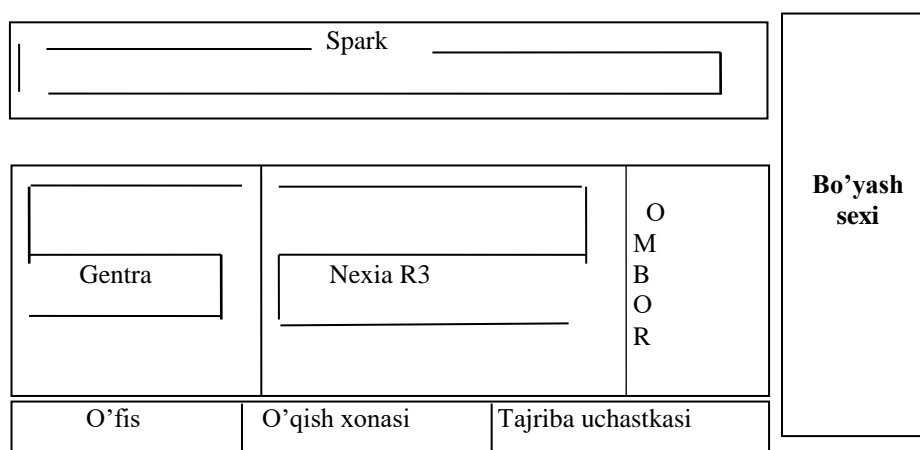 Spark
Bo’yash
sexi
Gentra
Nexia R3
O
M
B
O
R
O’fis
O’qish xonasi
Tajriba uchastkasi